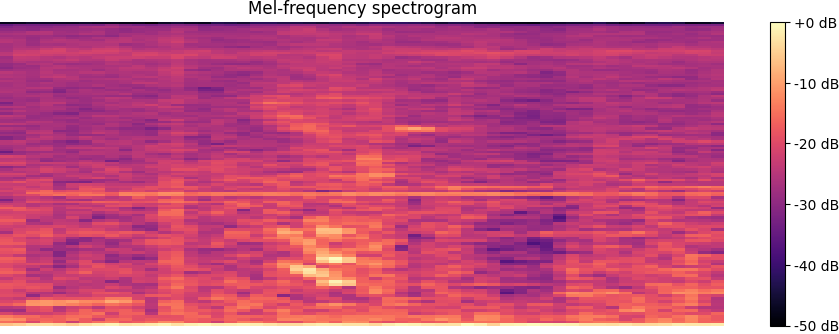 Mel-frequency spectrogram
+0 dB
-10 dB
-20 dB
-30 dB
-40 dB
-50 dB